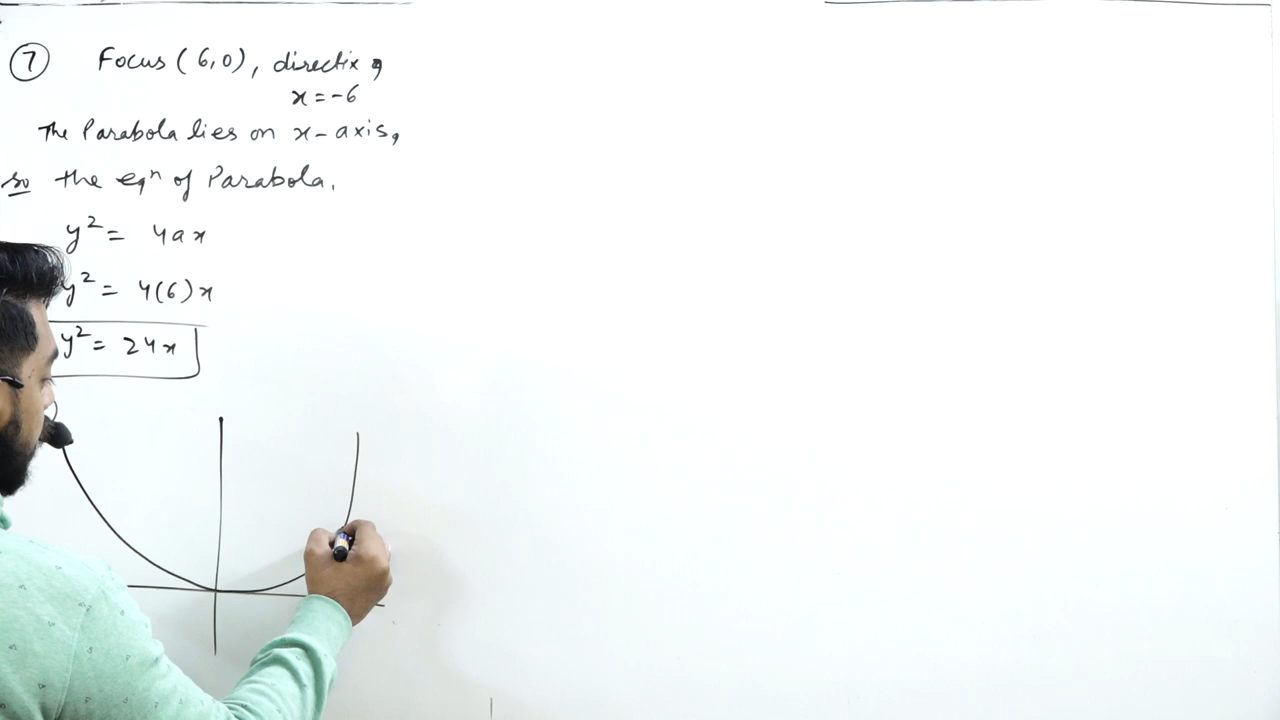 7 Focus (6,0), directix,
x = -6
The Parabola lies on x-axis,
so the eqⁿ of Parabola.
y² = 4ax
y² = 4(6)x
y² = 24x